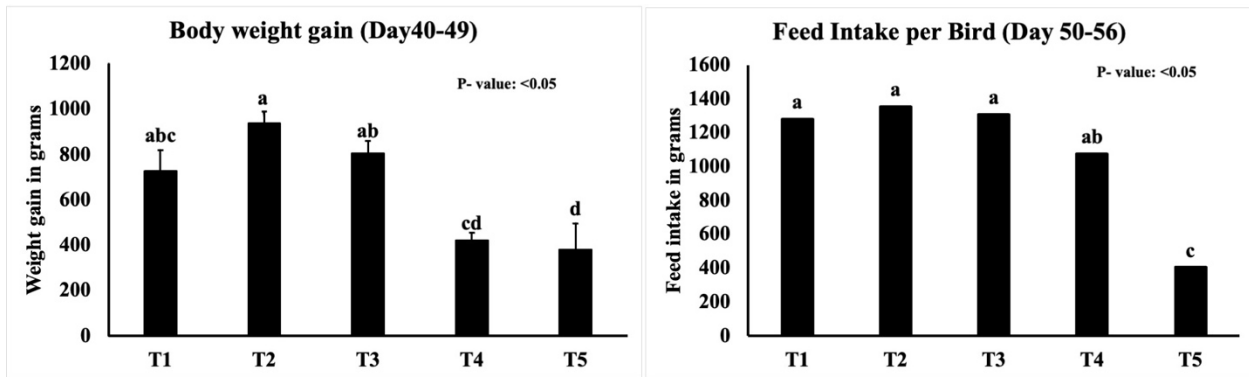 Body weight gain (Day40-49)
P- value: <0.05
Weight gain in grams
1200
1000
800
600
400
200
0
abc
a
ab
cd
d
T1 T2 T3 T4 T5
Feed Intake per Bird (Day 50-56)
P- value: <0.05
Feed intake in grams
1600
1400
1200
1000
800
600
400
200
0
a
a
a
ab
c
T1 T2 T3 T4 T5